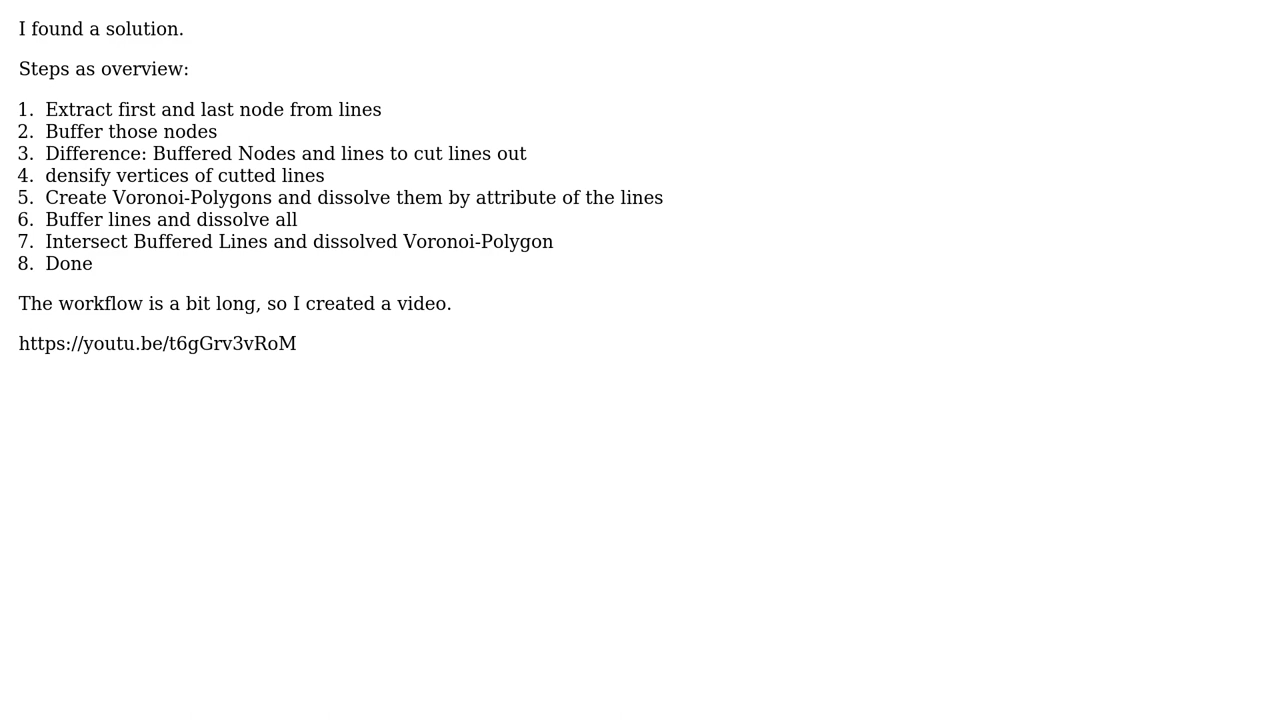 I found a solution.
Steps as overview:
1. Extract first and last node from lines
2. Buffer those nodes
3. Difference: Buffered Nodes and lines to cut lines out
4. densify vertices of cutted lines
5. Create Voronoi-Polygons and dissolve them by attribute of the lines
6. Buffer lines and dissolve all
7. Intersect Buffered Lines and dissolved Voronoi-Polygon
8. Done
The workflow is a bit long, so I created a video.
https://youtu.be/t6gGrv3vRoM